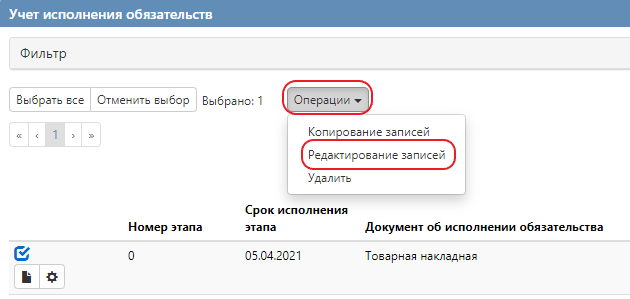 Учет исполнения обязательств
Фильтр
Выбрать все Отменить выбор Выбрано: 1 Операции
« ‹ 1 › »
Копирование записей
Редактирование записей
Удалить
Номер этапа Срок исполнения этапа Документ об исполнении обязательства
0 05.04.2021 Товарная накладная